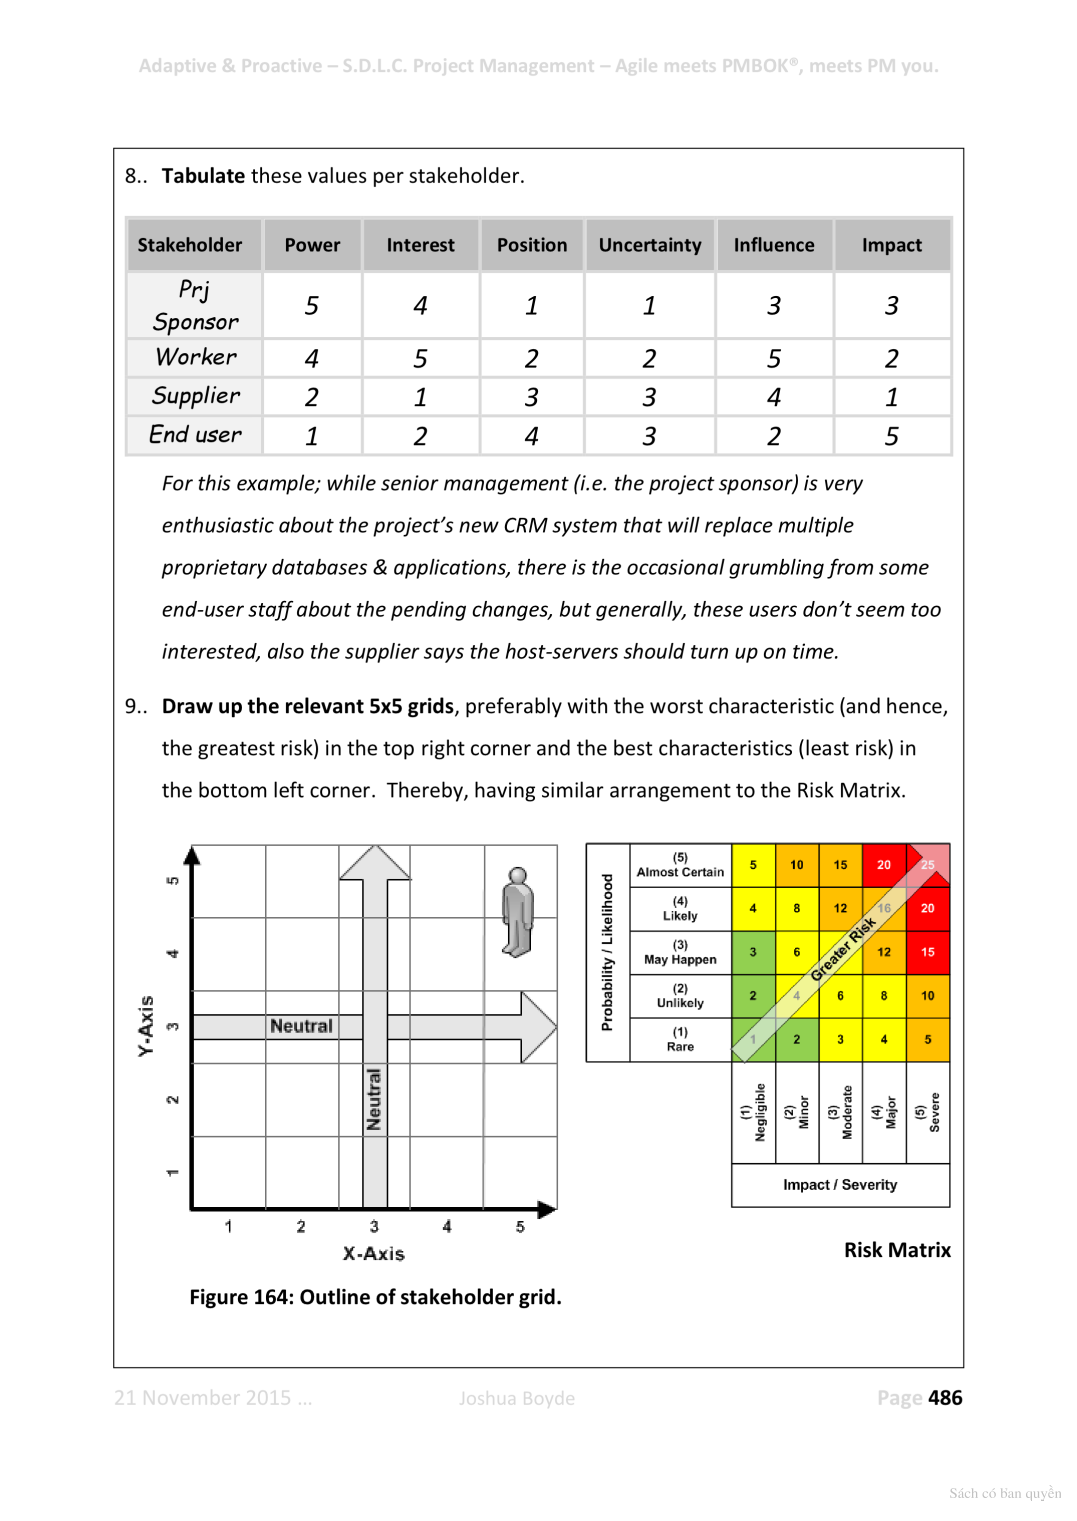 Adaptive & Proactive – S.D.L.C. Project Management – Agile meets PMBOK®, meets PM you.
8.. Tabulate these values per stakeholder.
Stakeholder Power Interest Position Uncertainty Influence Impact
Prj
Sponsor 5 4 1 1 3 3
Worker 4 5 2 2 5 2
Supplier 2 1 3 3 4 1
End user 1 2 4 3 2 5
For this example; while senior management (i.e. the project sponsor) is very
enthusiastic about the project's new CRM system that will replace multiple
proprietary databases & applications, there is the occasional grumbling from some
end-user staff about the pending changes, but generally, these users don't seem too
interested, also the supplier says the host-servers should turn up on time.
9.. Draw up the relevant 5x5 grids, preferably with the worst characteristic (and hence,
the greatest risk) in the top right corner and the best characteristics (least risk) in
the bottom left corner. Thereby, having similar arrangement to the Risk Matrix.
Y-Axis
5
4
3
2
1
Neutral
Neutral
1 2 3 4 5
X-Axis
Probability / Likelihood
(5)
Almost Certain 5 10 15 20 25
(4)
Likely 4 8 12 16 20
(3)
May Happen 3 6 12 15
(2)
Unlikely 2 4 6 8 10
(1)
Rare 1 2 3 4 5
Greater Risk
(1)
Negligible
(2)
Minor
(3)
Moderate
(4)
Major
(5)
Severe
Impact / Severity
Risk Matrix
Figure 164: Outline of stakeholder grid.
21 November 2015 ... Joshua Boyde Page 486
Sách có bản quyền